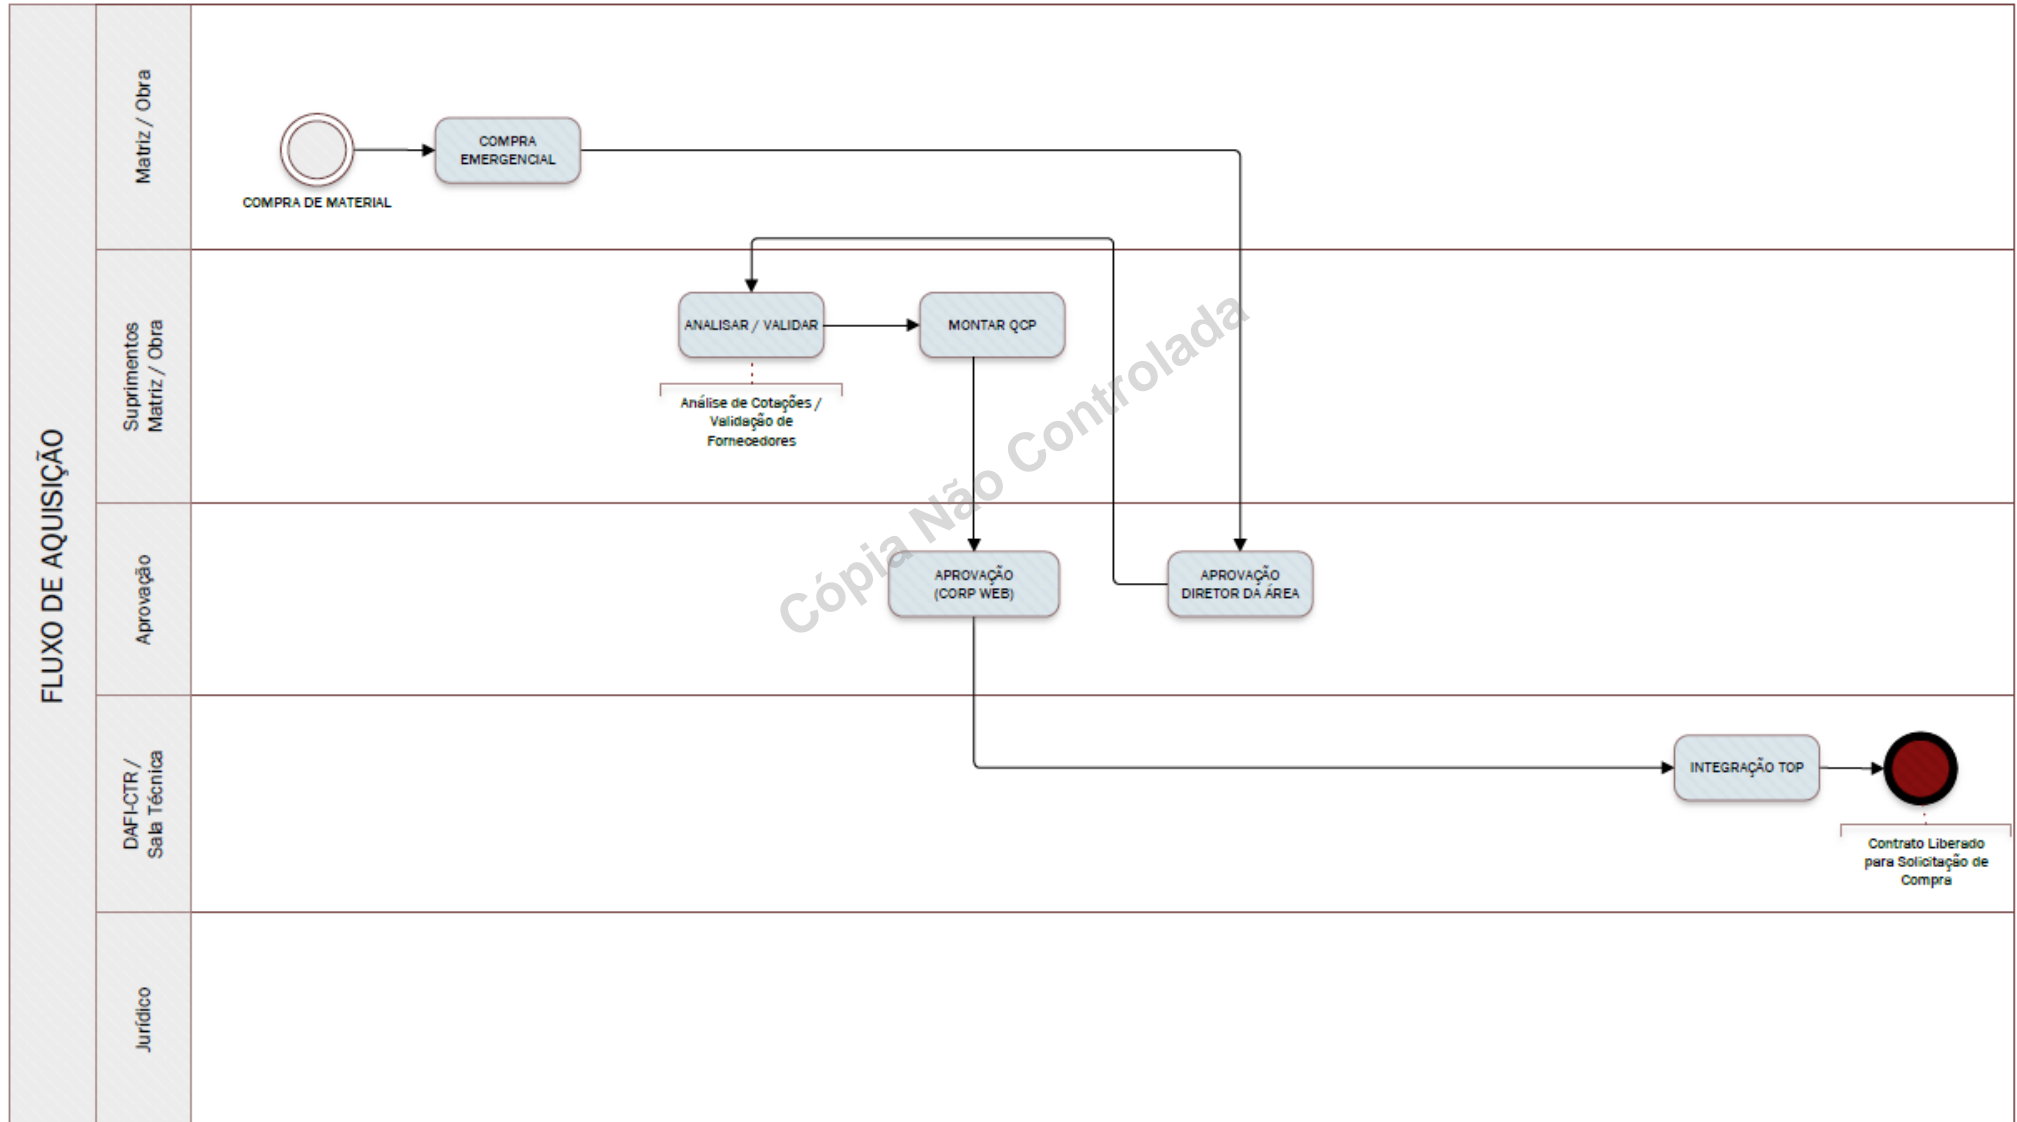 FLUXO DE AQUISIÇÃO
Matriz / Obra
COMPRA DE MATERIAL
COMPRA
EMERGENCIAL
Suprimentos
Matriz / Obra
ANALISAR / VALIDAR
MONTAR QCP
Análise de Cotações /
Validação de
Fornecedores
Cópia Não Controlada
Aprovação
APROVAÇÃO
(CORP WEB)
APROVAÇÃO
DIRETOR DA ÁREA
DAFI-CTR /
Sala Técnica
INTEGRAÇÃO TOP
Contrato Liberado
para Solicitação de
Compra
Jurídico